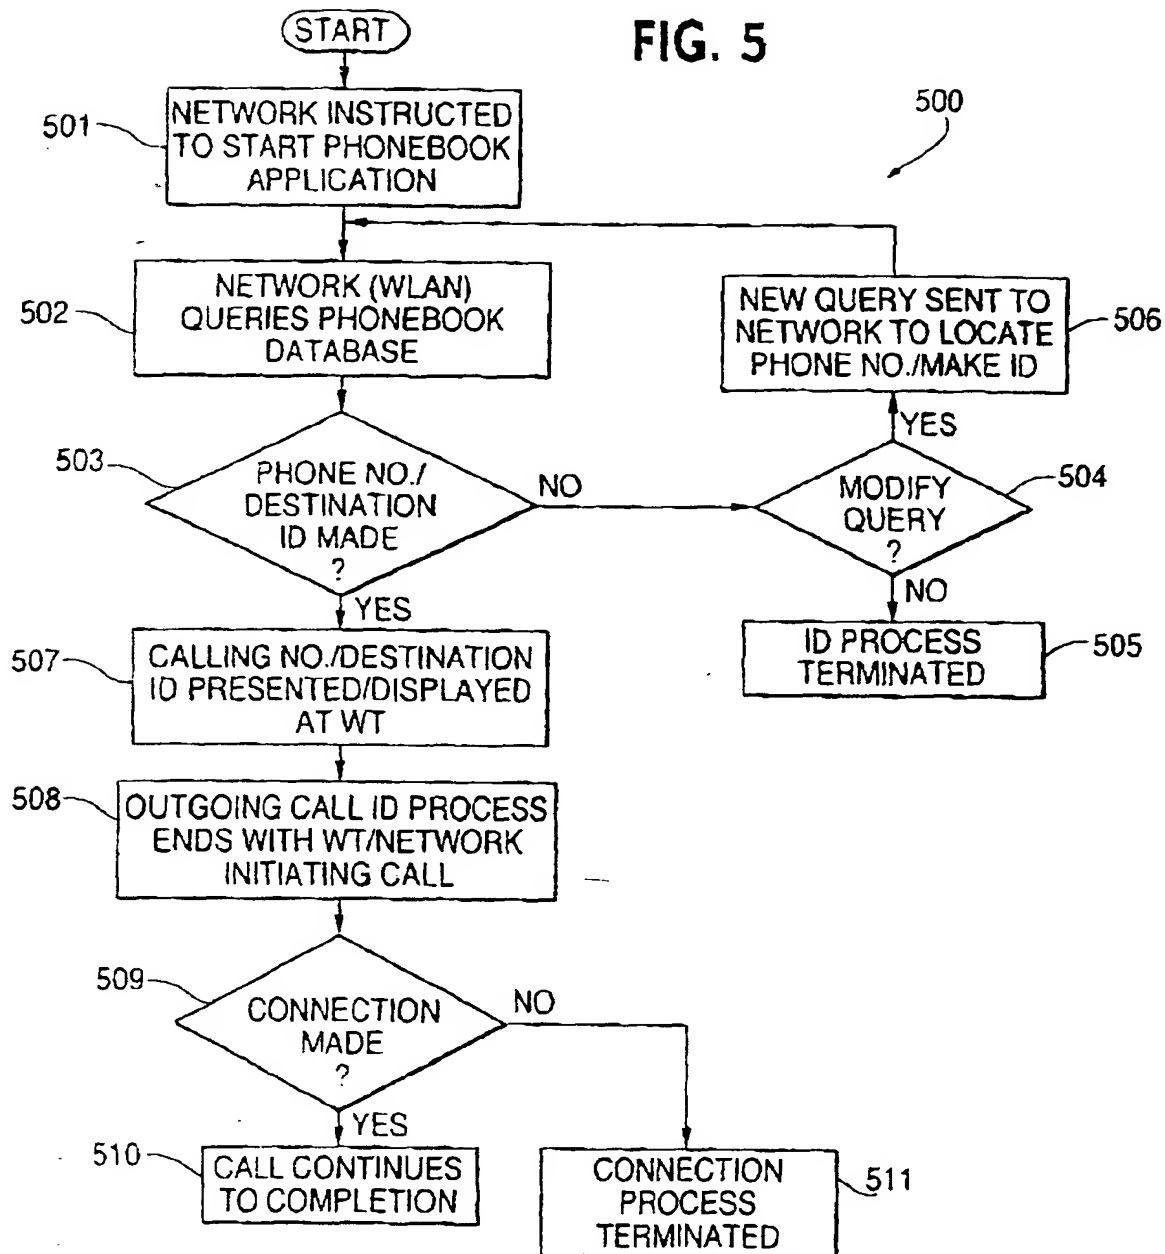 START
FIG. 5
500
501
NETWORK INSTRUCTED
TO START PHONEBOOK
APPLICATION
502
NETWORK (WLAN)
QUERIES PHONEBOOK
DATABASE
NEW QUERY SENT TO
NETWORK TO LOCATE
PHONE NO./MAKE ID
506
YES
503
PHONE NO./
DESTINATION
ID MADE
?
NO
MODIFY
QUERY
?
504
NO
YES
507
CALLING NO./DESTINATION
ID PRESENTED/DISPLAYED
AT WT
ID PROCESS
TERMINATED
505
508
OUTGOING CALL ID PROCESS
ENDS WITH WT/NETWORK
INITIATING CALL
509
CONNECTION
MADE
?
NO
YES
510
CALL CONTINUES
TO COMPLETION
CONNECTION
PROCESS
TERMINATED
511